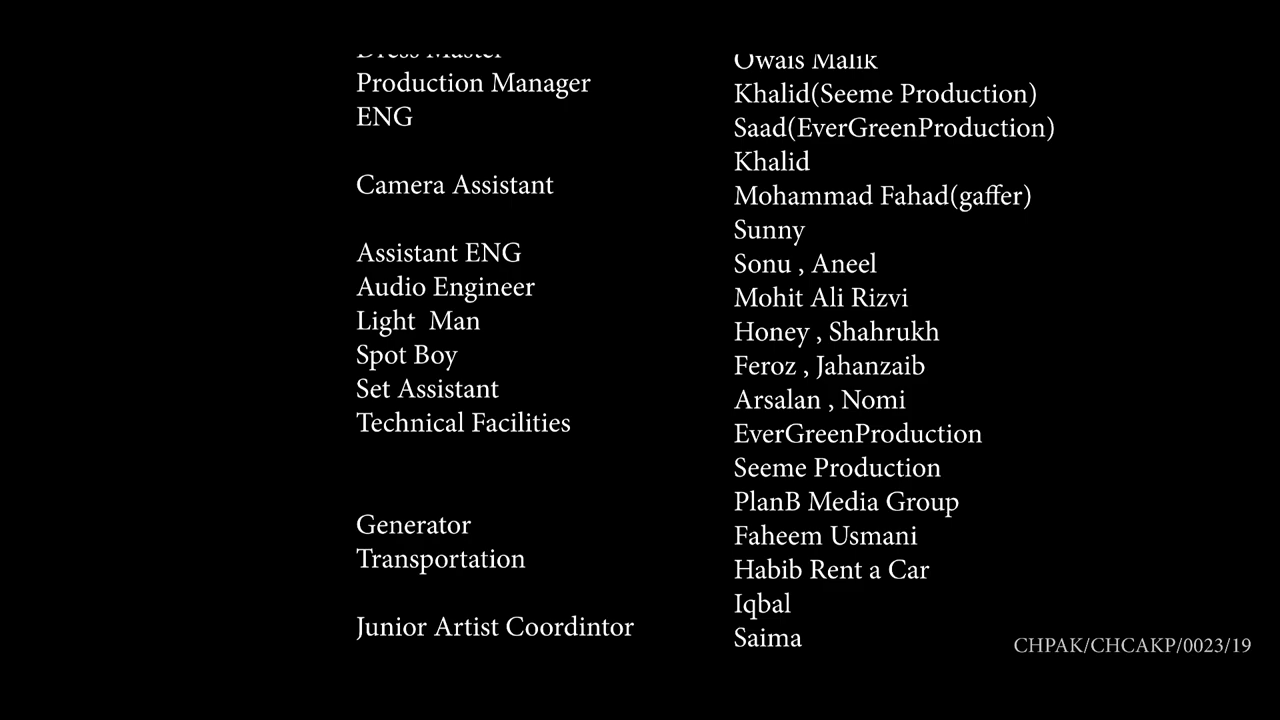 Dress Master
Owais Malik
Production Manager
Khalid(Seeme Production)
ENG
Saad(EverGreenProduction)
Khalid
Camera Assistant
Mohammad Fahad(gaffer)
Sunny
Assistant ENG
Sonu , Aneel
Audio Engineer
Mohit Ali Rizvi
Light  Man
Honey , Shahrukh
Spot Boy
Feroz , Jahanzaib
Set Assistant
Arsalan , Nomi
Technical Facilities
EverGreenProduction
Seeme Production
PlanB Media Group
Generator
Faheem Usmani
Transportation
Habib Rent a Car
Iqbal
Junior Artist Coordintor
Saima
CHPAK/CHCAKP/0023/19